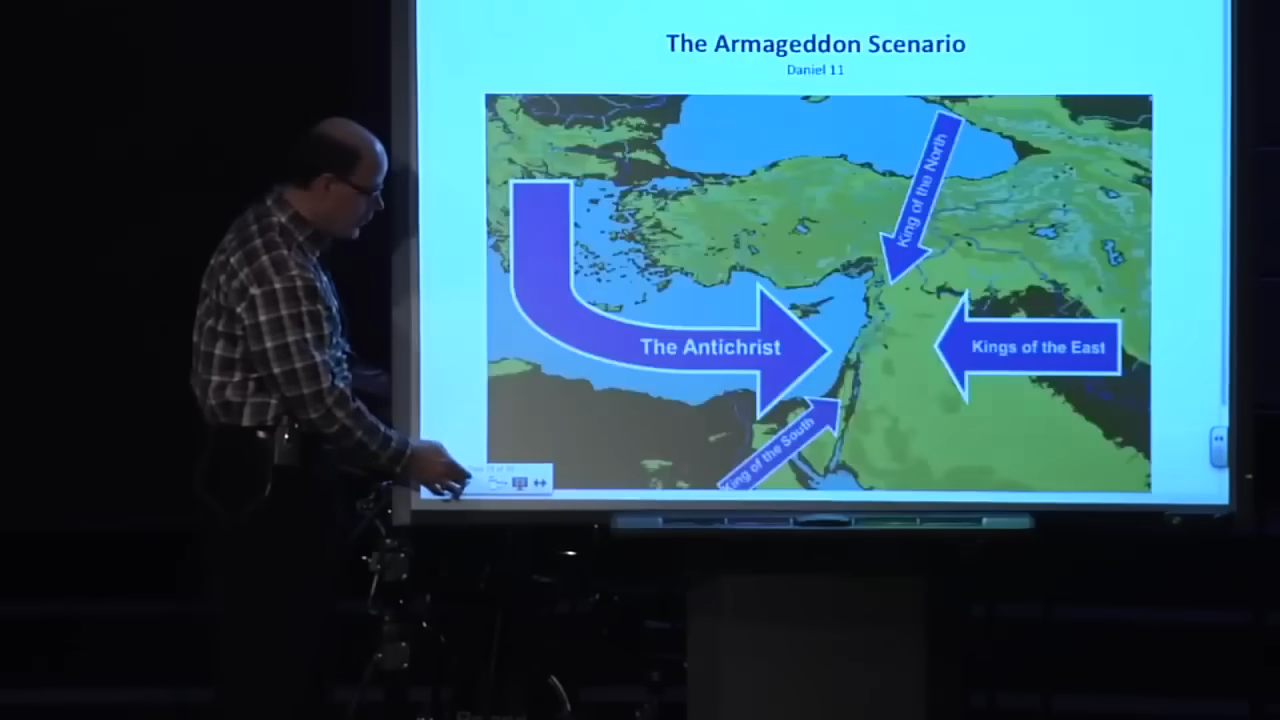 The Armageddon Scenario
Daniel 11
King of the North
The Antichrist
Kings of the East
King of the South